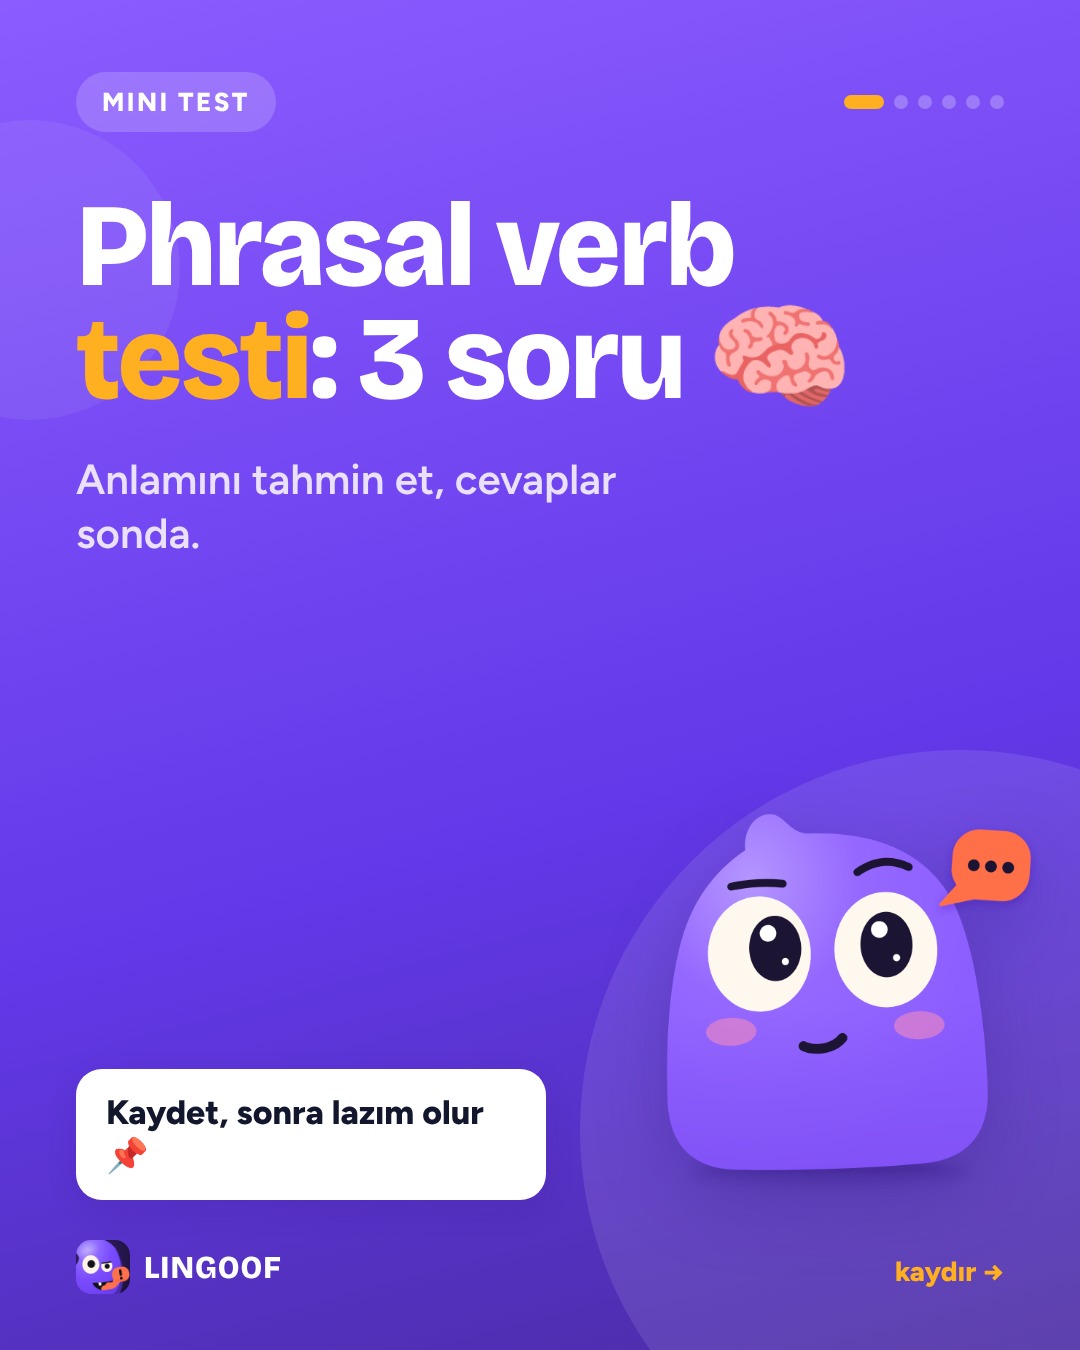 MINI TEST
Phrasal verb
testi: 3 soru 🧠
Anlamını tahmin et, cevaplar
sonda.
Kaydet, sonra lazım olur
📌
LINGOOF
kaydır →